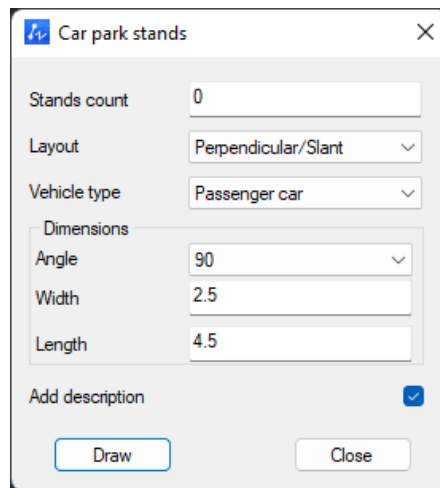 Car park stands
Stands count 0
Layout Perpendicular/Slant
Vehicle type Passenger car
Dimensions
Angle 90
Width 2.5
Length 4.5
Add description
Draw Close